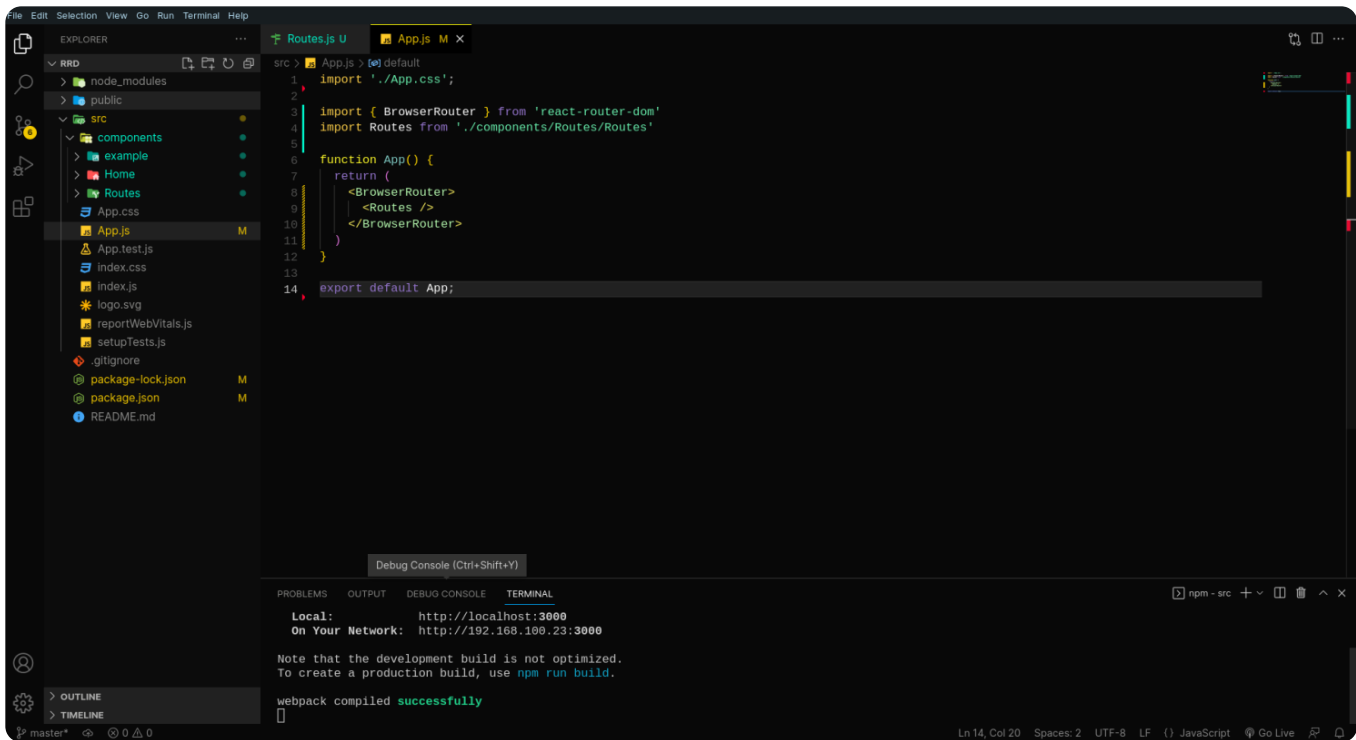 File Edit Selection View Go Run Terminal Help
EXPLORER
RRD
node_modules
public
src
components
example
Home
Routes
App.css
App.js M
App.test.js
index.css
index.js
logo.svg
reportWebVitals.js
setupTests.js
.gitignore
package-lock.json M
package.json M
README.md
OUTLINE
TIMELINE
6
Routes.js U App.js M
src > App.js > default
1 import './App.css';
2
3 import { BrowserRouter } from 'react-router-dom'
4 import Routes from './components/Routes/Routes'
5
6 function App() {
7 return (
8 <BrowserRouter>
9 <Routes />
10 </BrowserRouter>
11 )
12 }
13
14 export default App;
Debug Console (Ctrl+Shift+Y)
PROBLEMS OUTPUT DEBUG CONSOLE TERMINAL npm - src
Local: http://localhost:3000
On Your Network: http://192.168.100.23:3000
Note that the development build is not optimized.
To create a production build, use npm run build.
webpack compiled successfully
master* 0 0 Ln 14, Col 20 Spaces: 2 UTF-8 LF {} JavaScript Go Live